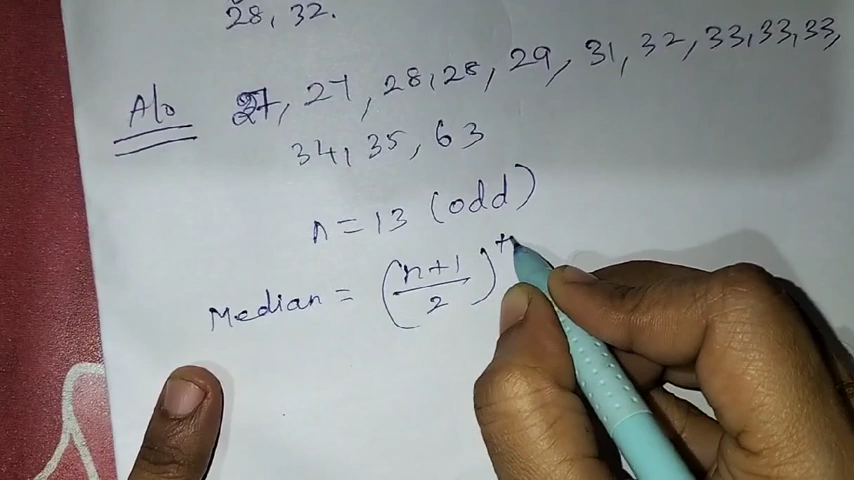 28, 32.
A/o 27, 27, 28, 28, 29, 31, 32, 33, 33, 33,
34, 35, 63
n = 13 (odd)
Median = (n+1/2)^t